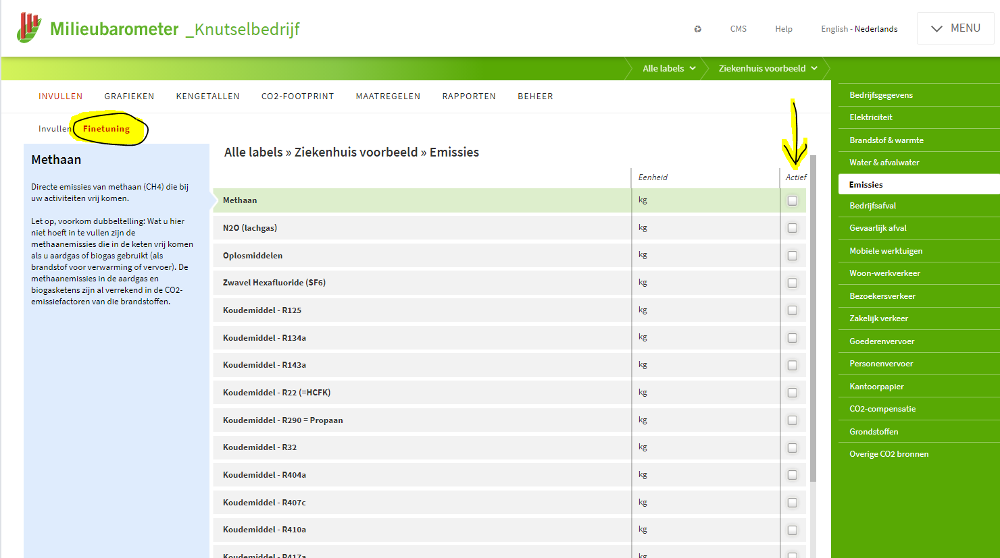 Milieubarometer _Knutselbedrijf
CMS Help English - Nederlands MENU
Alle labels Ziekenhuis voorbeeld
INVULLEN GRAFIEKEN KENGETALLEN CO2-FOOTPRINT MAATREGELEN RAPPORTEN BEHEER
Invullen Finetuning
Methaan
Directe emissies van methaan (CH4) die bij
uw activiteiten vrij komen.
Let op, voorkom dubbeltelling: Wat u hier
niet hoeft in te vullen zijn de
methaanemissies die in de keten vrij komen
als u aardgas of biogas gebruikt (als
brandstof voor verwarming of vervoer). De
methaanemissies in de aardgas en
biogasketens zijn al verrekend in de CO2-
emissiefactoren van die brandstoffen.
Alle labels » Ziekenhuis voorbeeld » Emissies
Eenheid Actief
Methaan kg
N2O (lachgas) kg
Oplosmiddelen kg
Zwavel Hexafluoride (SF6) kg
Koudemiddel - R125 kg
Koudemiddel - R134a kg
Koudemiddel - R143a kg
Koudemiddel - R22 (=HCFK) kg
Koudemiddel - R290 = Propaan kg
Koudemiddel - R32 kg
Koudemiddel - R404a kg
Koudemiddel - R407c kg
Koudemiddel - R410a kg
Koudemiddel - R417a kg
Bedrijfsgegevens
Elektriciteit
Brandstof & warmte
Water & afvalwater
Emissies
Bedrijfsafval
Gevaarlijk afval
Mobiele werktuigen
Woon-werkverkeer
Bezoekersverkeer
Zakelijk verkeer
Goederenvervoer
Personenvervoer
Kantoorpapier
CO2-compensatie
Grondstoffen
Overige CO2 bronnen